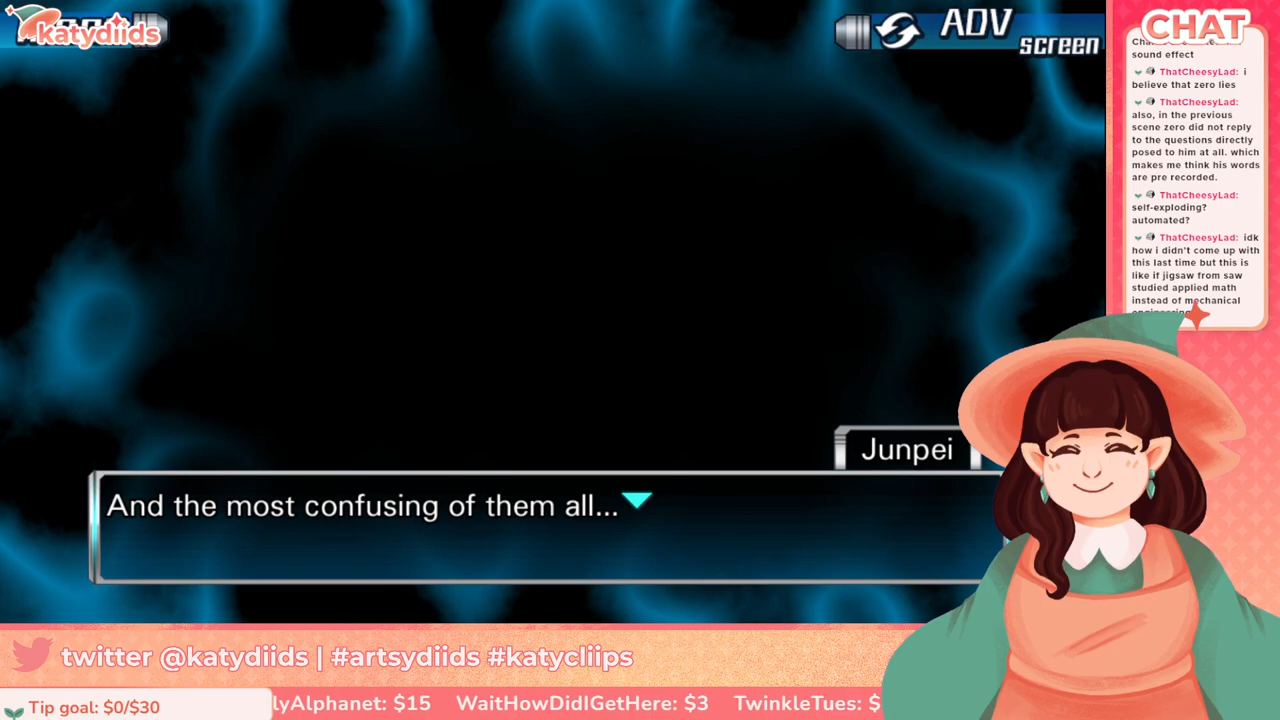 katydiids
ADV
screen
CHAT
sound effect
ThatCheesyLad: i
believe that zero lies
ThatCheesyLad:
also, in the previous
scene zero did not reply
to the questions directly
posed to him at all. which
makes me think his words
are pre recorded.
ThatCheesyLad:
self-exploding?
automated?
ThatCheesyLad: idk
how i didn't come up with
this last time but this is
like if jigsaw from saw
studied applied math
instead of mechanical
Junpei
And the most confusing of them all...
twitter @katydiids | #artsydiids #katycliips
Tip goal: $0/$30
lyAlphanet: $15 WaitHowDidIGetHere: $3 TwinkleTues: $